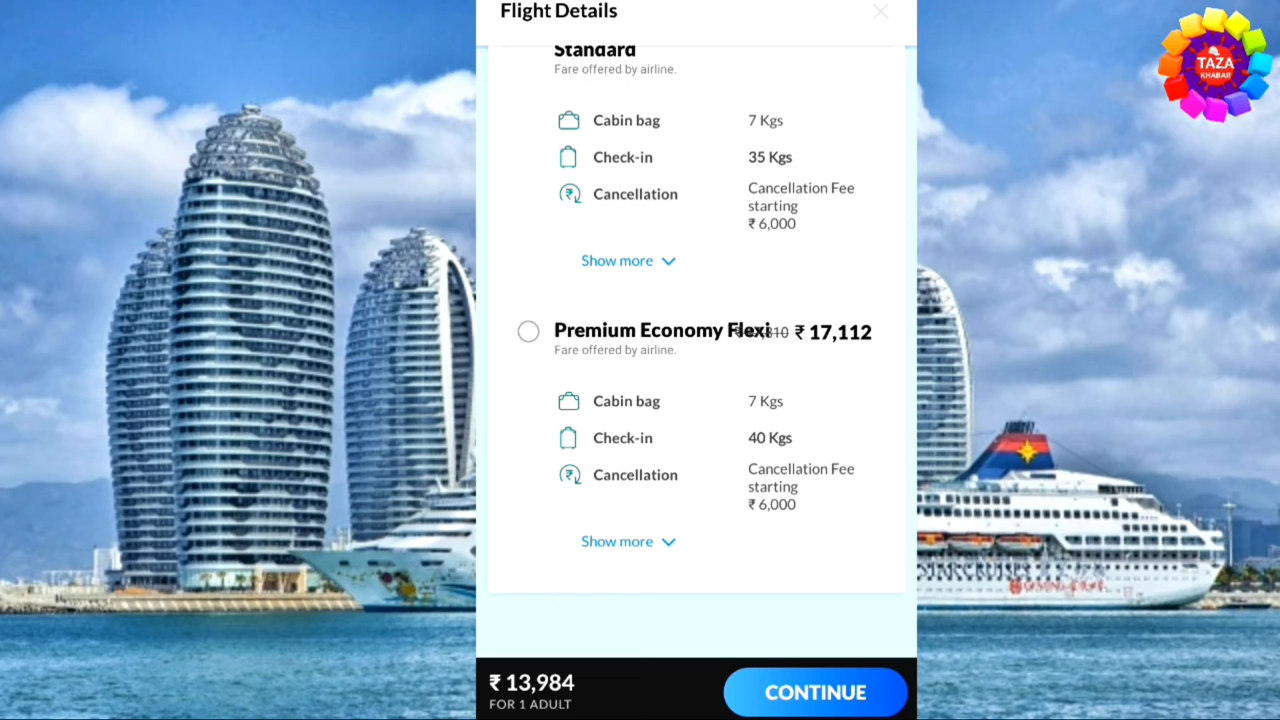 Flight Details
Standard
Fare offered by airline.
Cabin bag 7 Kgs
Check-in 35 Kgs
Cancellation Cancellation Fee
starting
₹ 6,000
Show more
Premium Economy Flexi ₹ 17,112
Fare offered by airline.
Cabin bag 7 Kgs
Check-in 40 Kgs
Cancellation Cancellation Fee
starting
₹ 6,000
Show more
₹ 13,984
FOR 1 ADULT
CONTINUE
TAZA
KHABAR
CRUISES